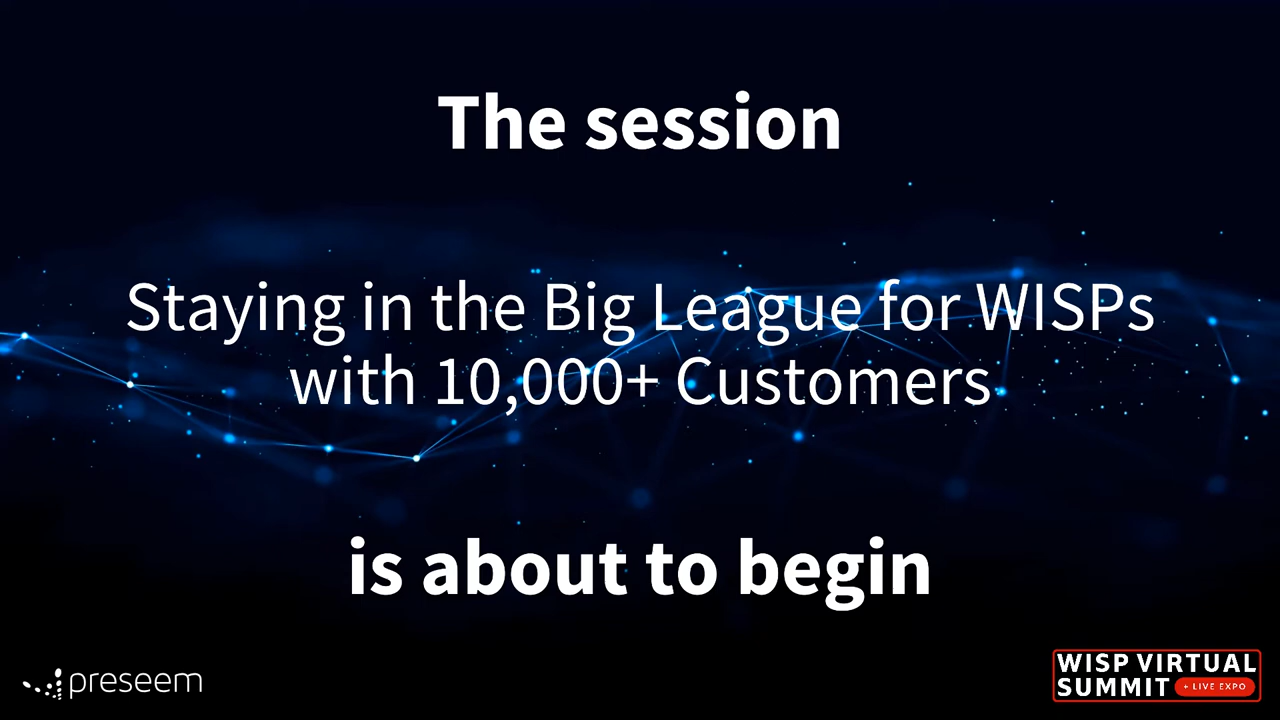 The session
Staying in the Big League for WISPs
with 10,000+ Customers
is about to begin
preseem
WISP VIRTUAL
SUMMIT + LIVE EXPO